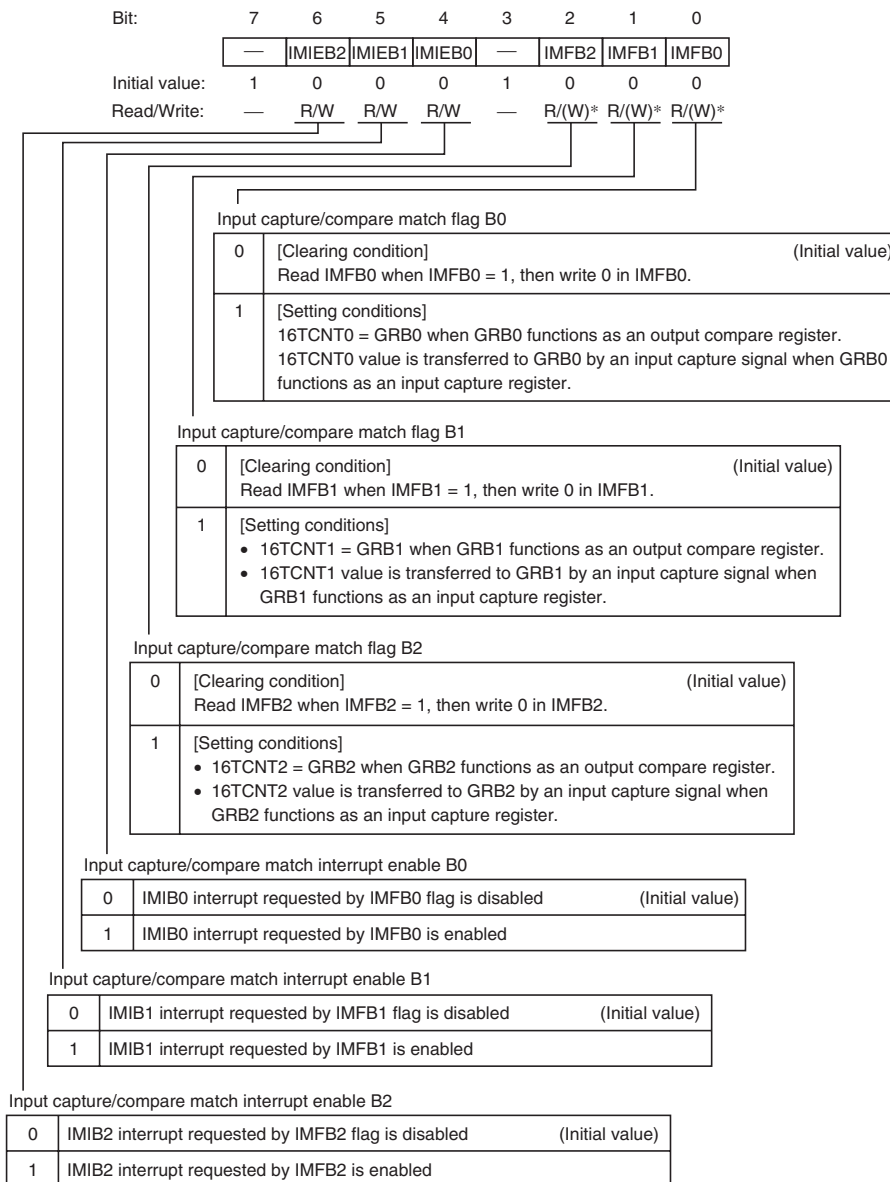 Bit: 7 6 5 4 3 2 1 0
— IMIEB2 IMIEB1 IMIEB0 — IMFB2 IMFB1 IMFB0
Initial value: 1 0 0 0 1 0 0 0
Read/Write: — R/W R/W R/W — R/(W)* R/(W)* R/(W)*
Input capture/compare match flag B0
0 [Clearing condition] (Initial value)
Read IMFB0 when IMFB0 = 1, then write 0 in IMFB0.
1 [Setting conditions]
16TCNT0 = GRB0 when GRB0 functions as an output compare register.
16TCNT0 value is transferred to GRB0 by an input capture signal when GRB0
functions as an input capture register.
Input capture/compare match flag B1
0 [Clearing condition] (Initial value)
Read IMFB1 when IMFB1 = 1, then write 0 in IMFB1.
1 [Setting conditions]
• 16TCNT1 = GRB1 when GRB1 functions as an output compare register.
• 16TCNT1 value is transferred to GRB1 by an input capture signal when
GRB1 functions as an input capture register.
Input capture/compare match flag B2
0 [Clearing condition] (Initial value)
Read IMFB2 when IMFB2 = 1, then write 0 in IMFB2.
1 [Setting conditions]
• 16TCNT2 = GRB2 when GRB2 functions as an output compare register.
• 16TCNT2 value is transferred to GRB2 by an input capture signal when
GRB2 functions as an input capture register.
Input capture/compare match interrupt enable B0
0 IMIB0 interrupt requested by IMFB0 flag is disabled (Initial value)
1 IMIB0 interrupt requested by IMFB0 is enabled
Input capture/compare match interrupt enable B1
0 IMIB1 interrupt requested by IMFB1 flag is disabled (Initial value)
1 IMIB1 interrupt requested by IMFB1 is enabled
Input capture/compare match interrupt enable B2
0 IMIB2 interrupt requested by IMFB2 flag is disabled (Initial value)
1 IMIB2 interrupt requested by IMFB2 is enabled